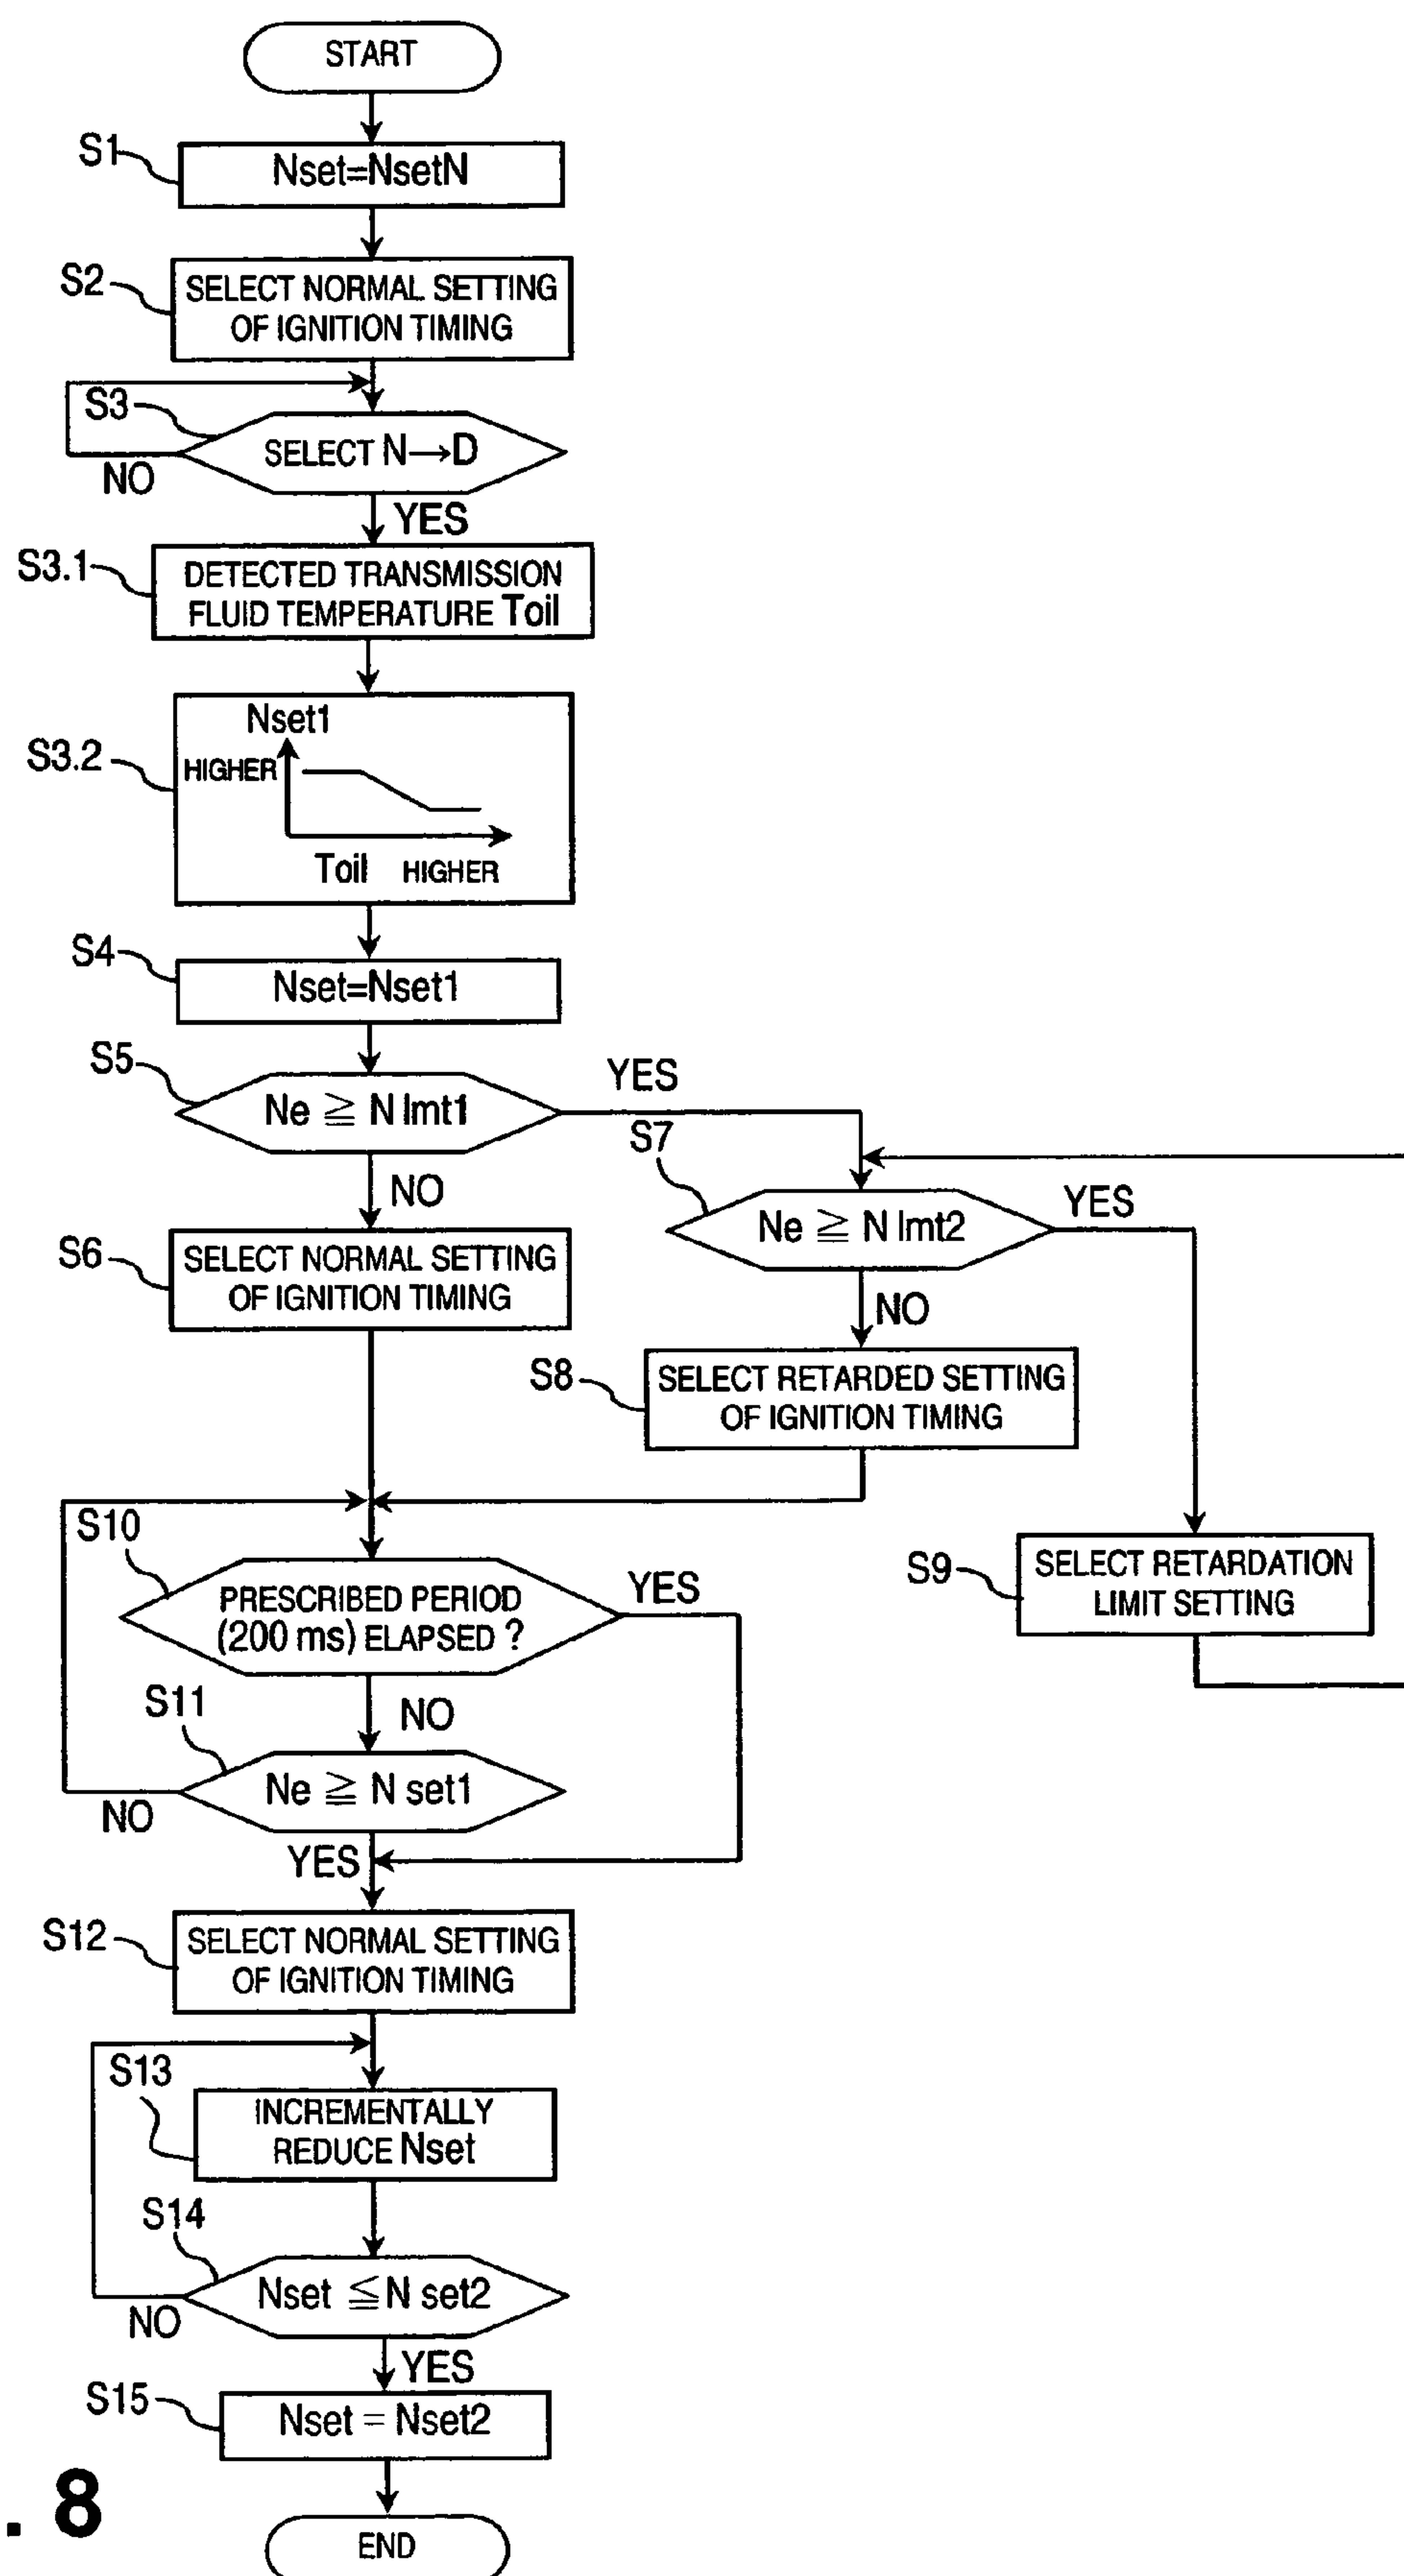 START
S1
Nset=NsetN
S2
SELECT NORMAL SETTING
OF IGNITION TIMING
S3
SELECT N→D
NO
YES
S3.1
DETECTED TRANSMISSION
FLUID TEMPERATURE Toil
S3.2
Nset1
HIGHER
Toil HIGHER
S4
Nset=Nset1
S5
Ne ≧ N lmt1
YES
NO
S7
Ne ≧ N lmt2
YES
NO
S6
SELECT NORMAL SETTING
OF IGNITION TIMING
S8
SELECT RETARDED SETTING
OF IGNITION TIMING
S9
SELECT RETARDATION
LIMIT SETTING
S10
PRESCRIBED PERIOD
(200 ms) ELAPSED ?
YES
NO
S11
Ne ≧ N set1
NO
YES
S12
SELECT NORMAL SETTING
OF IGNITION TIMING
S13
INCREMENTALLY
REDUCE Nset
S14
Nset ≦ N set2
NO
YES
S15
Nset = Nset2
END
. 8